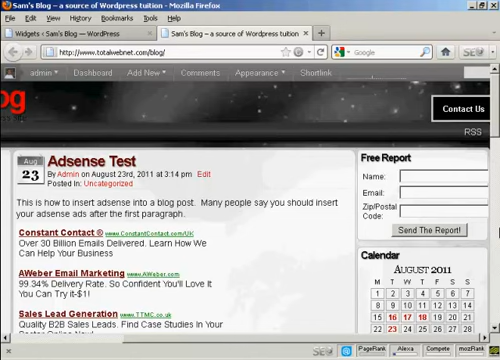 Sam's Blog – a source of Wordpress tuition - Mozilla Firefox
File Edit View History Bookmarks Tools Help
Widgets ‹ Sam's Blog — WordPress
Sam's Blog – a source of Wordpress tuition
http://www.totalwebnet.com/blog/
Google
admin Dashboard Add New Comments Appearance Shortlink
og
Contact Us
RSS
Aug
23
Adsense Test
By Admin on August 23rd, 2011 at 3:14 pm Edit
Posted In: Uncategorized
This is how to insert adsense into a blog post. Many people say you should insert
your adsense ads after the first paragraph.
Constant Contact ® www.ConstantContact.com/UK
Over 30 Billion Emails Delivered. Learn How We
Can Help Your Business
AWeber Email Marketing www.AWeber.com
99.34% Delivery Rate. So Confident You'll Love It
You Can Try it-$1!
Sales Lead Generation www.TTMC.co.uk
Quality B2B Sales Leads. Find Case Studies In Your
Free Report
Name:
Email:
Zip/Postal
Code:
Send The Report!
Calendar
AUGUST 2011
M T W T F S S
1 2 3 4 5 6 7
8 9 10 11 12 13 14
15 16 17 18 19 20 21
22 23 24 25 26 27 28
SEO PageRank Alexa Compete mozRank